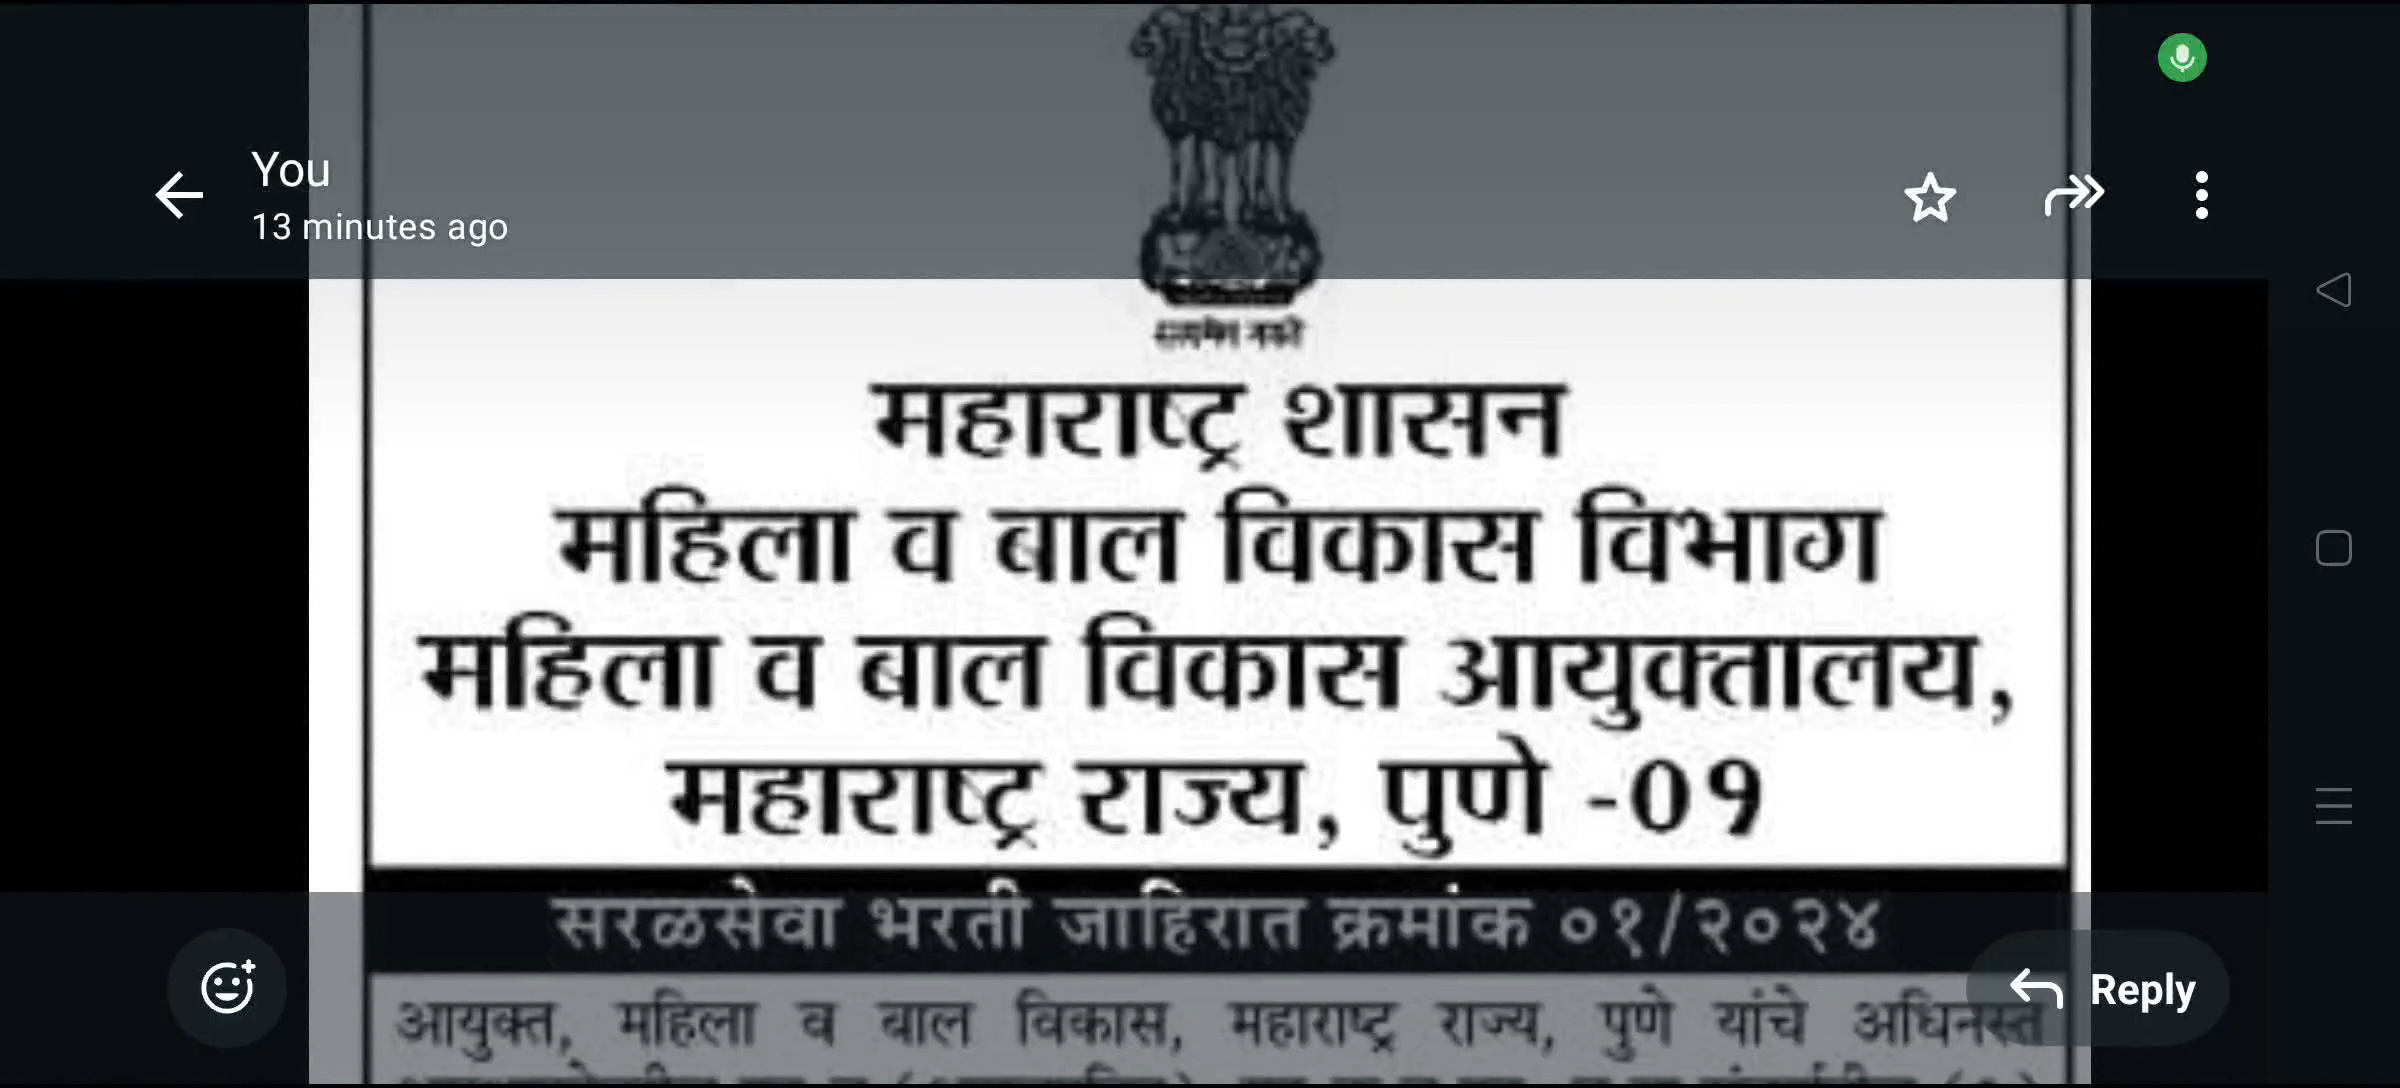 You
13 minutes ago
महाराष्ट्र शासन
महिला व बाल विकास विभाग
महिला व बाल विकास आयुक्तालय,
महाराष्ट्र राज्य, पुणे -०१
सरळसेवा भरती जाहिरात क्रमांक ०१/२०२४
आयुक्त, महिला व बाल विकास, महाराष्ट्र राज्य, पुणे यांचे अधिनस्त
Reply